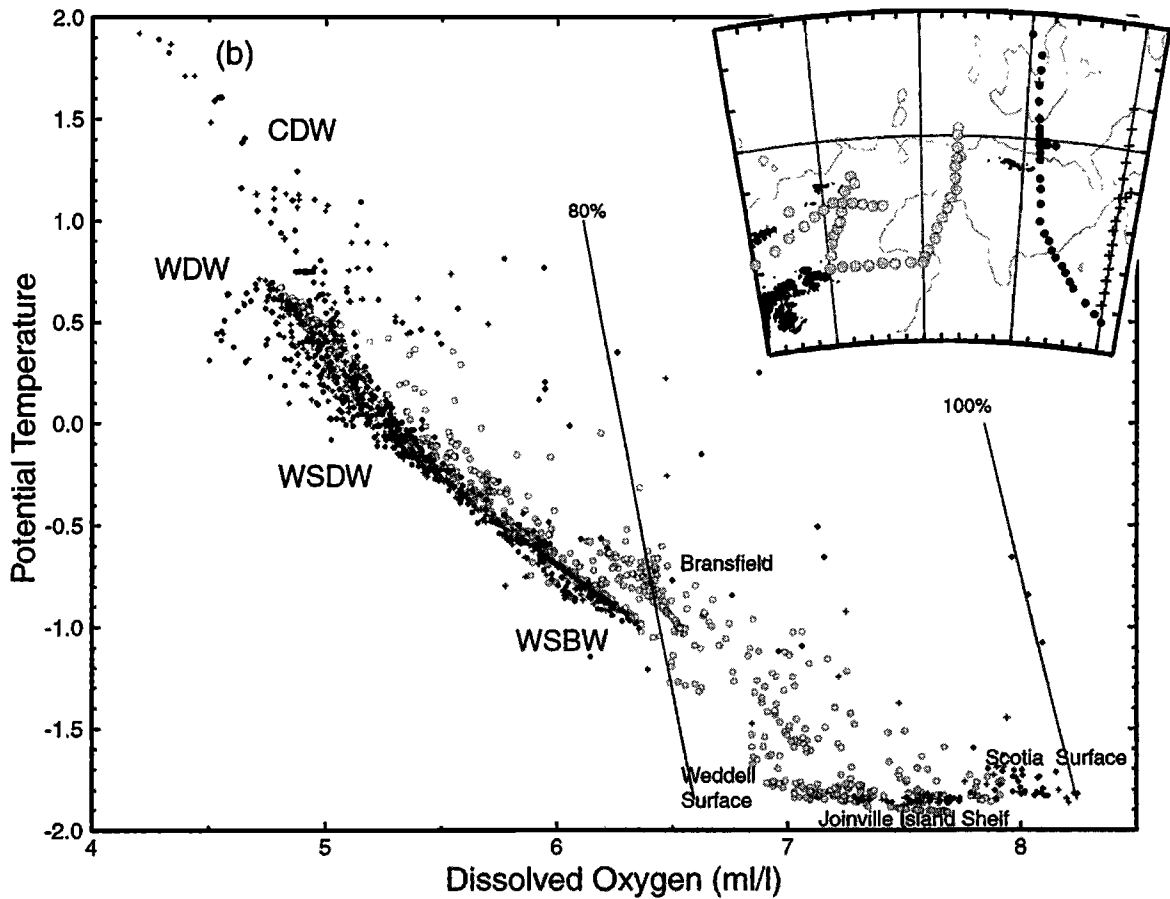 (b)
2.0
1.5
1.0
0.5
0.0
-0.5
-1.0
-1.5
-2.0
Potential Temperature
CDW
WDW
WSDW
WSBW
80%
100%
Bransfield
Weddell
Surface
Scotia Surface
Joinville Island Shelf
4
5
6
7
8
Dissolved Oxygen (ml/l)